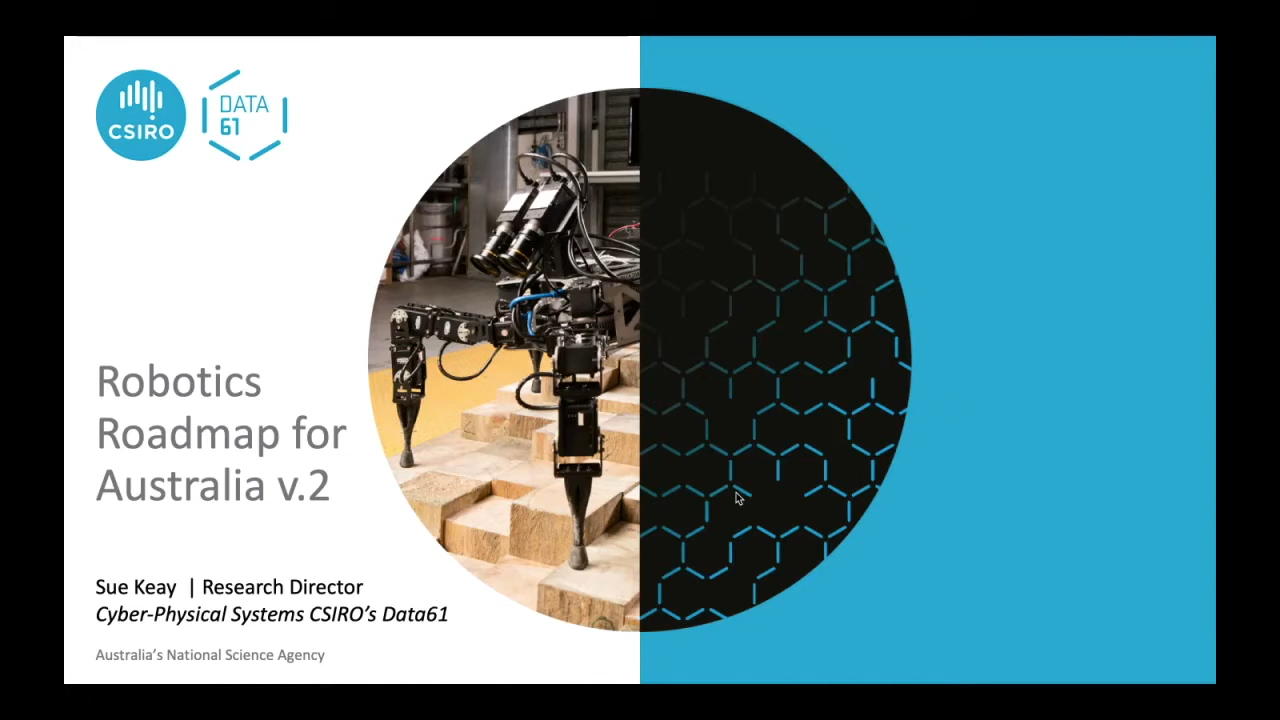 CSIRO
DATA
61
Robotics
Roadmap for
Australia v.2
Sue Keay | Research Director
Cyber-Physical Systems CSIRO's Data61
Australia's National Science Agency